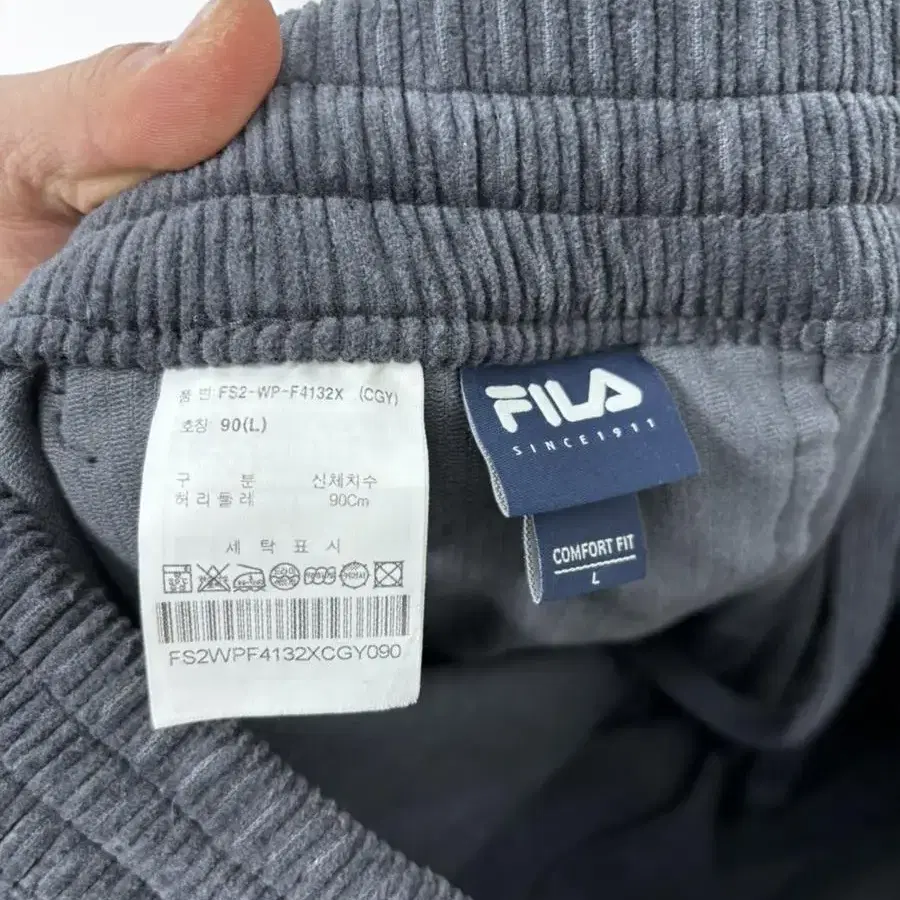 품 번 FS2-WP-F4132X (CGY)
호칭 90(L)
구 분 신체치수
허리둘레 90Cm
세 탁 표 시
FS2WPF4132XCGY090
FILA
SINCE1911
COMFORT FIT
L